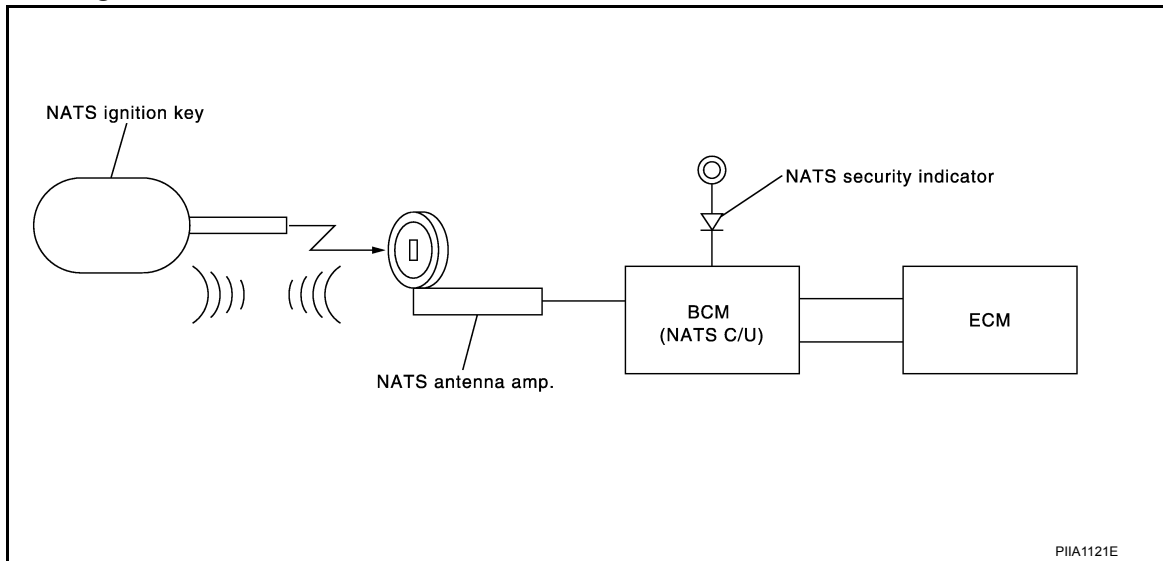 NATS ignition key
NATS security indicator
BCM
(NATS C/U)
ECM
NATS antenna amp.
PIIA1121E